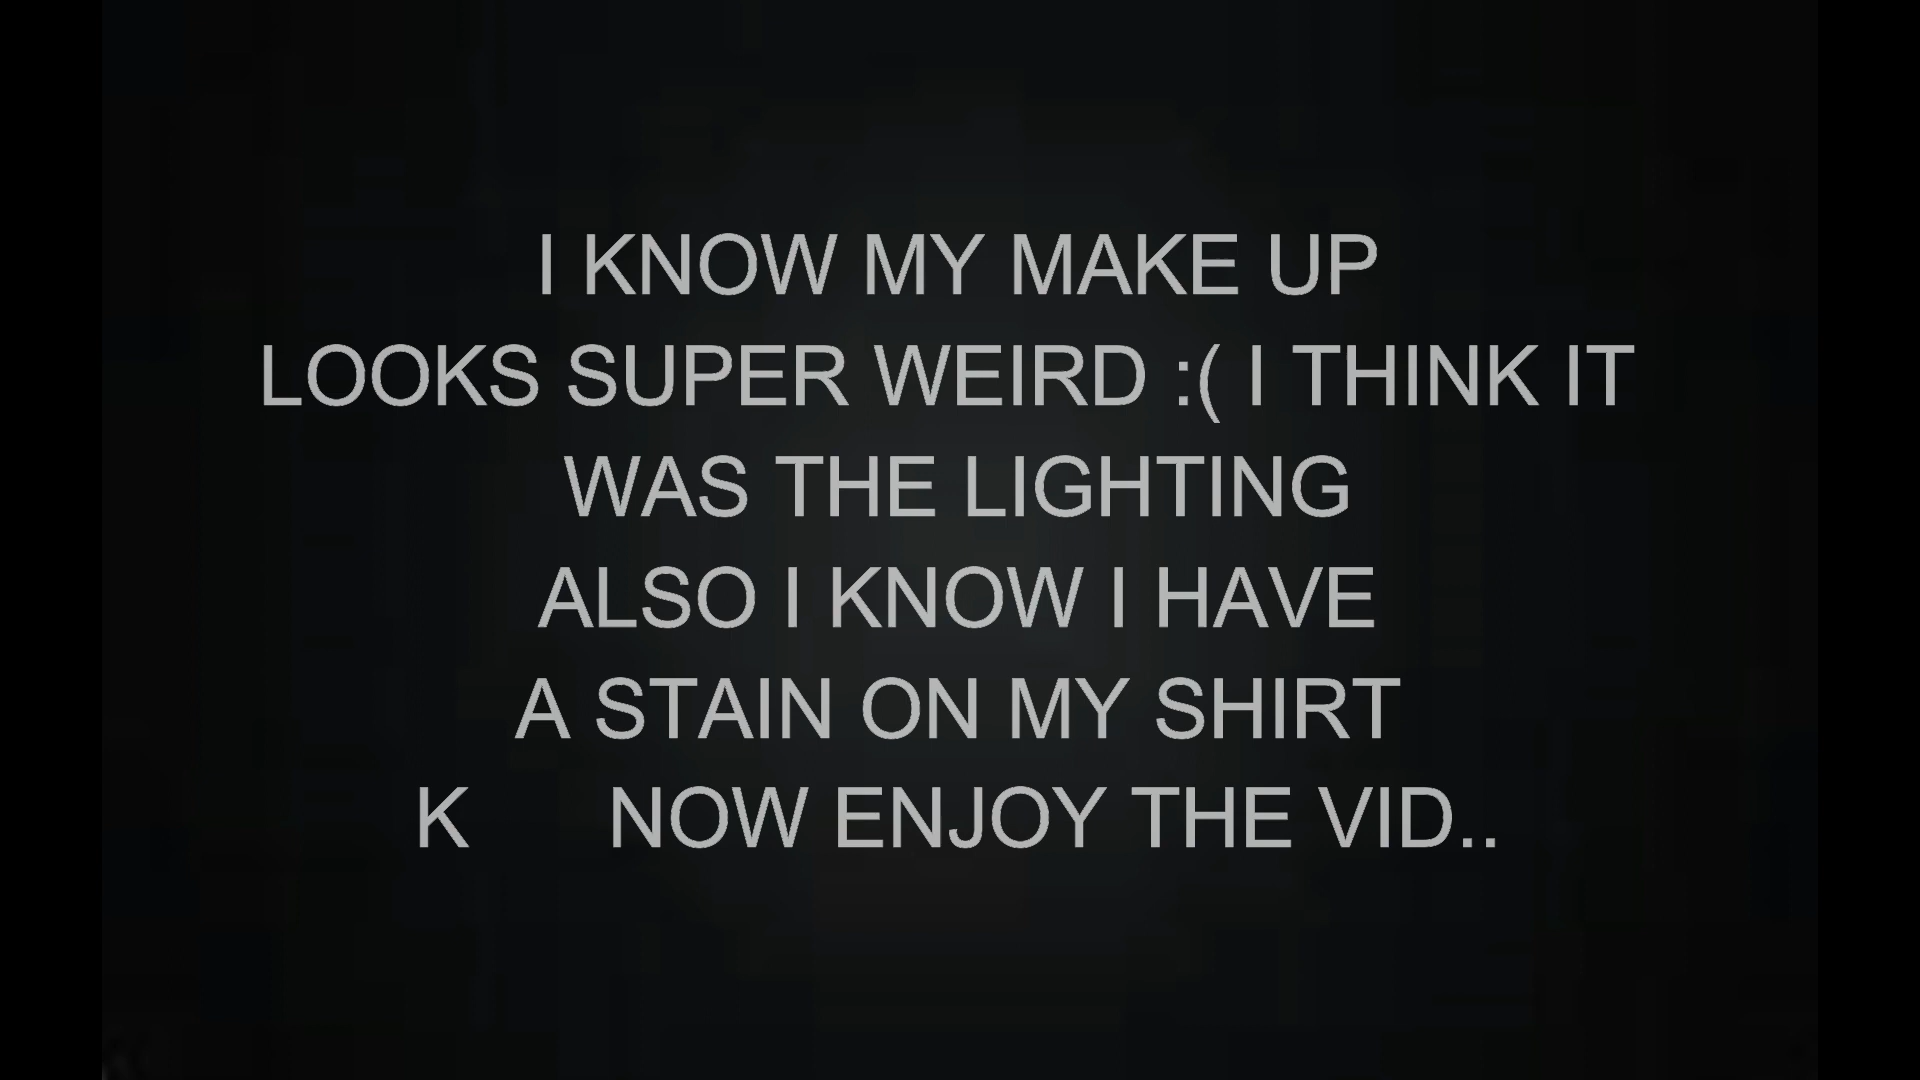 I KNOW MY MAKE UP
LOOKS SUPER WEIRD :( I THINK IT
WAS THE LIGHTING
ALSO I KNOW I HAVE
A STAIN ON MY SHIRT
K NOW ENJOY THE VID..